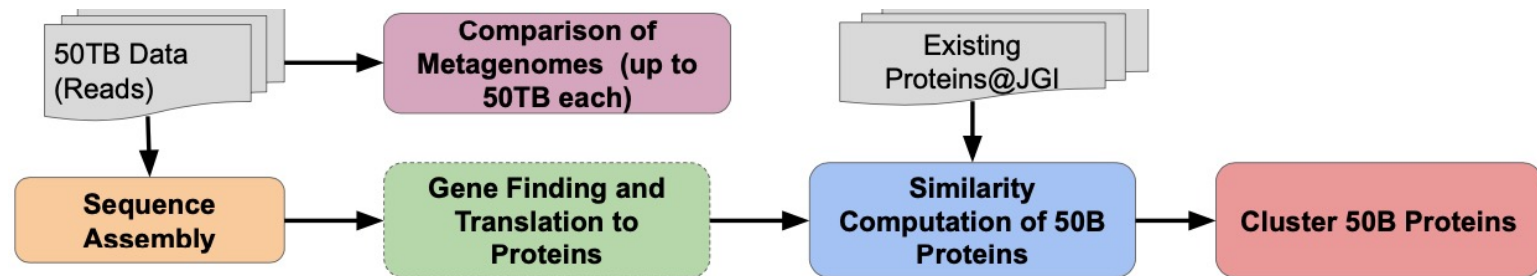 50TB Data
(Reads)
Comparison of
Metagenomes (up to
50TB each)
Existing
Proteins@JGI
Sequence
Assembly
Gene Finding and
Translation to
Proteins
Similarity
Computation of 50B
Proteins
Cluster 50B Proteins